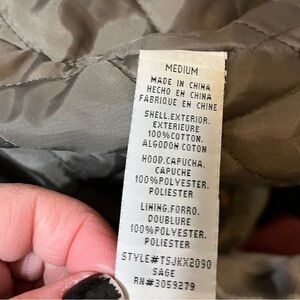 MEDIUM
MADE IN CHINA
HECHO EN CHINA
FABRIQUE EN CHINE
SHELL.EXTERIOR.
EXTERIEURE
100%COTTON.
ALGODON COTON
HOOD.CAPUCHA.
CAPUCHE
100%POLYESTER.
POLIESTER
LINING.FORRO.
DOUBLURE
100%POLYESTER.
POLIESTER
STYLE#TSJKX2090
SAGE
RN#3059279